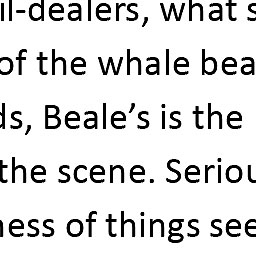 il-dealers, what s
of the whale bea
ds, Beale’s is the
the scene. Seriou
ness of things see